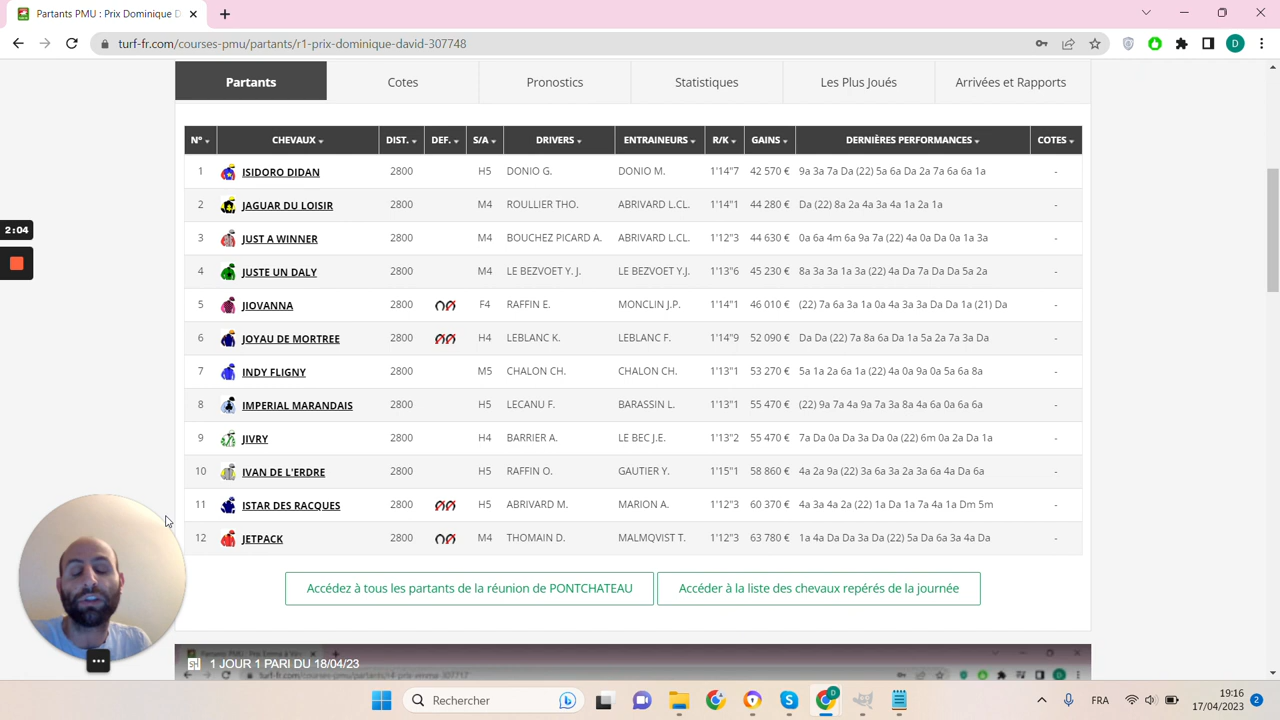 Partants PMU : Prix Dominique D
turf-fr.com/courses-pmu/partants/r1-prix-dominique-david-307748
D
Partants Cotes Pronostics Statistiques Les Plus Joués Arrivées et Rapports
N° CHEVAUX DIST. DEF. S/A DRIVERS ENTRAINEURS R/K GAINS DERNIÈRES PERFORMANCES COTES
1 ISIDORO DIDAN 2800 H5 DONIO G. DONIO M. 1'14"7 42 570 € 9a 3a 7a Da (22) 5a 6a Da 2a 7a 6a 6a 1a -
2 JAGUAR DU LOISIR 2800 M4 ROULLIER THO. ABRIVARD L.CL. 1'14"1 44 280 € Da (22) 8a 2a 4a 3a 4a 1a 2a 1a -
3 JUST A WINNER 2800 M4 BOUCHEZ PICARD A. ABRIVARD L.CL. 1'12"3 44 630 € 0a 6a 4m 6a 9a 7a (22) 4a 0a Da 0a 1a 3a -
4 JUSTE UN DALY 2800 M4 LE BEZVOET Y. J. LE BEZVOET Y.J. 1'13"6 45 230 € 8a 3a 3a 1a 3a (22) 4a Da 7a Da Da 5a 2a -
5 JIOVANNA 2800 F4 RAFFIN E. MONCLIN J.P. 1'14"1 46 010 € (22) 7a 6a 3a 1a 0a 4a 3a 3a Da Da 1a (21) Da -
6 JOYAU DE MORTREE 2800 H4 LEBLANC K. LEBLANC F. 1'14"9 52 090 € Da Da (22) 7a 8a 6a Da 1a 5a 2a 7a 3a Da -
7 INDY FLIGNY 2800 M5 CHALON CH. CHALON CH. 1'13"1 53 270 € 5a 1a 2a 6a 1a (22) 4a 0a 9a 0a 5a 6a 8a -
8 IMPERIAL MARANDAIS 2800 H5 LECANU F. BARASSIN L. 1'13"1 55 470 € (22) 9a 7a 4a 9a 7a 3a 8a 4a 6a 0a 6a 6a -
9 JIVRY 2800 H4 BARRIER A. LE BEC J.E. 1'13"2 55 470 € 7a Da 0a Da 3a Da 0a (22) 6m 0a 2a Da 1a -
10 IVAN DE L'ERDRE 2800 H5 RAFFIN O. GAUTIER Y. 1'15"1 58 860 € 4a 2a 9a (22) 3a 6a 3a 2a 3a 6a 4a Da 6a -
11 ISTAR DES RACQUES 2800 H5 ABRIVARD M. MARION A. 1'12"3 60 370 € 4a 3a 4a 2a (22) 1a Da 1a 7a 4a 1a Dm 5m -
12 JETPACK 2800 M4 THOMAIN D. MALMQVIST T. 1'12"3 63 780 € 1a 4a Da Da 3a Da (22) 5a Da 6a 3a 4a Da -
2:04
Accédez à tous les partants de la réunion de PONTCHATEAU Accéder à la liste des chevaux repérés de la journée
1 JOUR 1 PARI DU 18/04/23
Rechercher
FRA
19:16
17/04/2023
2